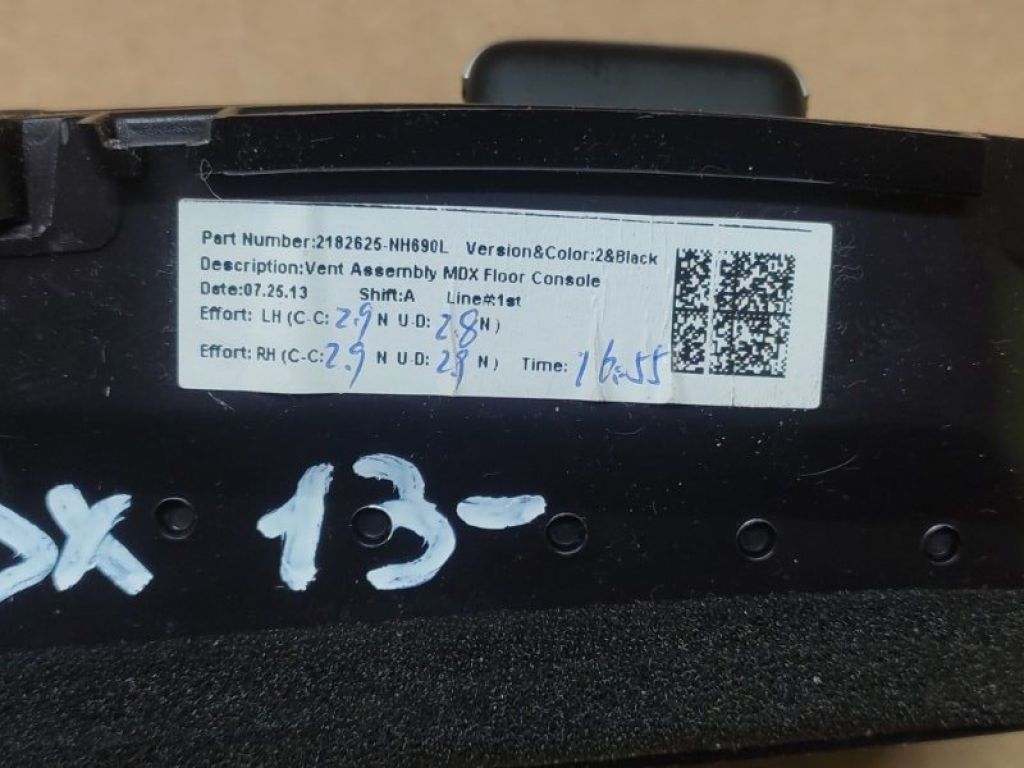 Part Number:2182625-NH690L Version&Color:2&Black
Description:Vent Assembly MDX Floor Console
Date:07.25.13 Shift:A Line#:1st
Effort: LH (C-C: 2.9 N U-D: 2.8 N )
Effort: RH (C-C: 2.9 N U-D: 2.9 N ) Time: 16:55
DX 13-